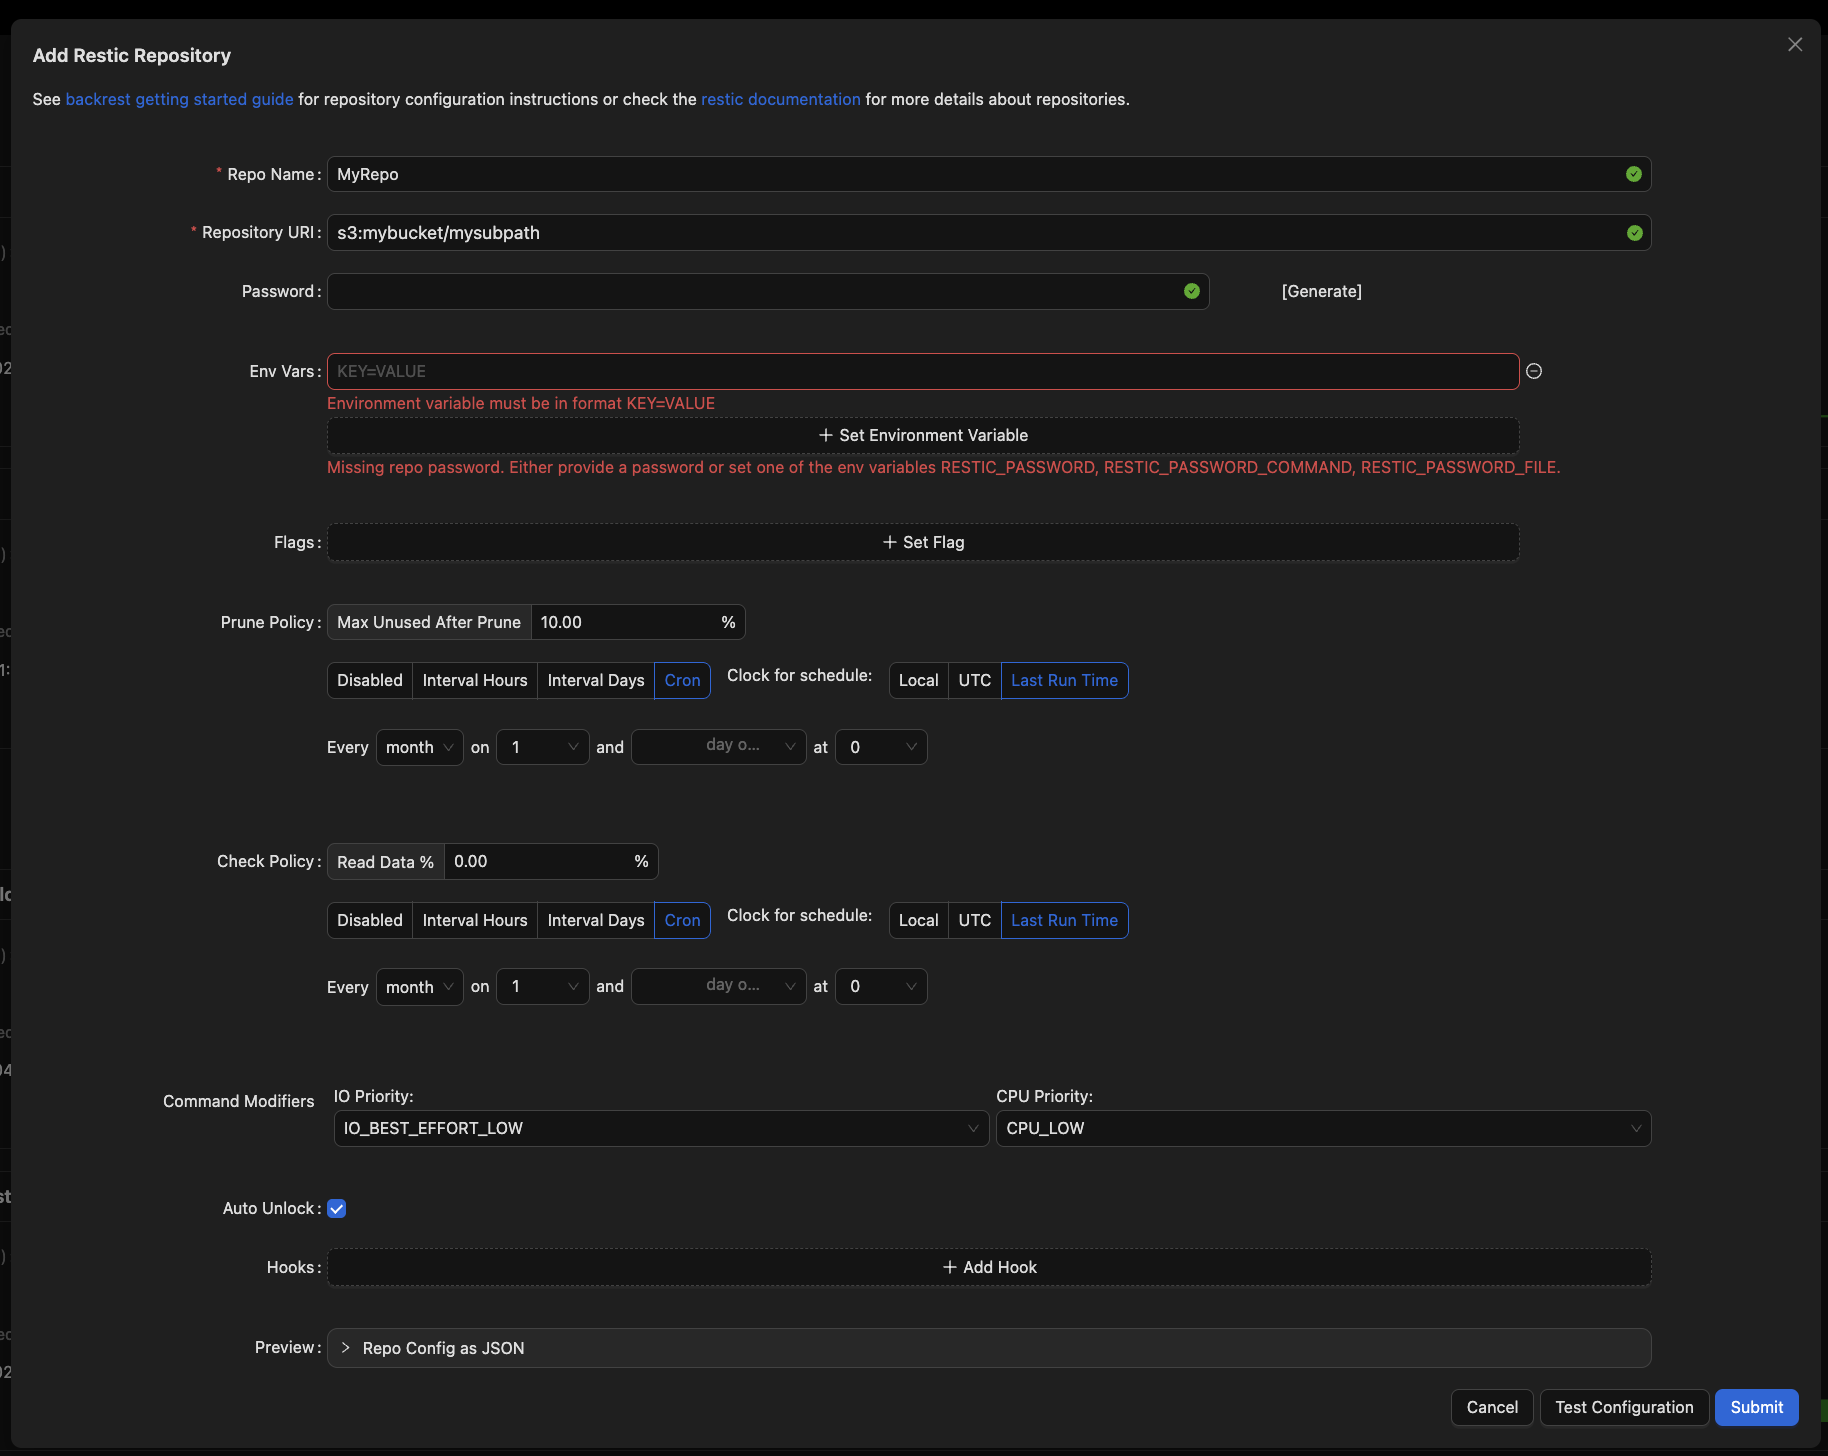 Add Restic Repository
See backrest getting started guide for repository configuration instructions or check the restic documentation for more details about repositories.
* Repo Name: MyRepo
* Repository URI: s3:mybucket/mysubpath
Password: [Generate]
Env Vars: KEY=VALUE
Environment variable must be in format KEY=VALUE
+ Set Environment Variable
Missing repo password. Either provide a password or set one of the env variables RESTIC_PASSWORD, RESTIC_PASSWORD_COMMAND, RESTIC_PASSWORD_FILE.
Flags: + Set Flag
Prune Policy: Max Unused After Prune 10.00 %
Disabled Interval Hours Interval Days Cron Clock for schedule: Local UTC Last Run Time
Every month on 1 and day o... at 0
Check Policy: Read Data % 0.00 %
Disabled Interval Hours Interval Days Cron Clock for schedule: Local UTC Last Run Time
Every month on 1 and day o... at 0
IO Priority: CPU Priority:
Command Modifiers
IO_BEST_EFFORT_LOW CPU_LOW
Auto Unlock:
Hooks: + Add Hook
Preview: > Repo Config as JSON
Cancel Test Configuration Submit